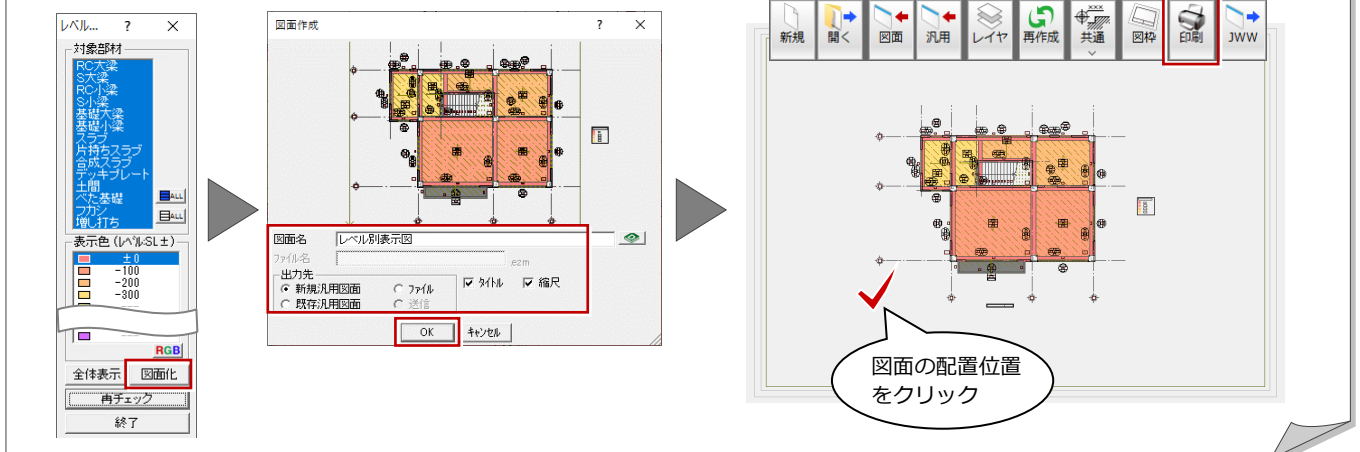 レベル... ? ×
対象部材
RC大梁
S大梁
RC小梁
S小梁
基礎大梁
基礎小梁
スラブ
片持ちスラブ
合成スラブ
デッキプレート
土間
べた基礎
フカシ
増し打ち
ALL
ALL
表示色(レベル:SL±)
±0
-100
-200
-300
RGB
全体表示 図面化
再チェック
終了
図面作成 ? ×
図面名 レベル別表示図
ファイル名 .ezm
出力先
新規汎用図面 ファイル タイトル 縮尺
既存汎用図面 送信
OK キャンセル
新規 開く 図面 汎用 レイヤ 再作成 共通 図枠 印刷 JWW
図面の配置位置
をクリック